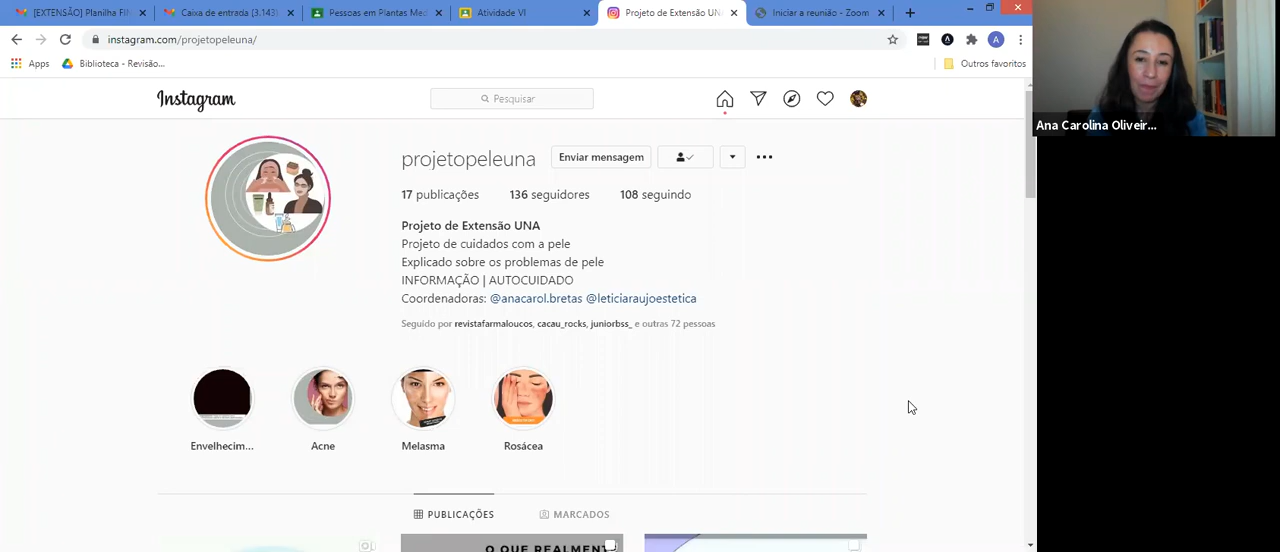 [EXTENSÃO] Planilha FIN
Caixa de entrada (3.143)
Pessoas em Plantas Med
Atividade VI
Projeto de Extensão UNA
Iniciar a reunião - Zoom
instagram.com/projetopeleuna/
A
Apps
Biblioteca - Revisão...
Outros favoritos
Ana Carolina Oliveir...
Instagram
Pesquisar
projetopeleuna
Enviar mensagem
17 publicações 136 seguidores 108 seguindo
Projeto de Extensão UNA
Projeto de cuidados com a pele
Explicado sobre os problemas de pele
INFORMAÇÃO | AUTOCUIDADO
Coordenadoras: @anacarol.bretas @leticiaraujoestetica
Seguido por revistafarmaloucos, cacau_rocks, juniorbss_ e outras 72 pessoas
Envelhecim...
Acne
Melasma
Rosácea
PUBLICAÇÕES
MARCADOS
O QUE REALMENT